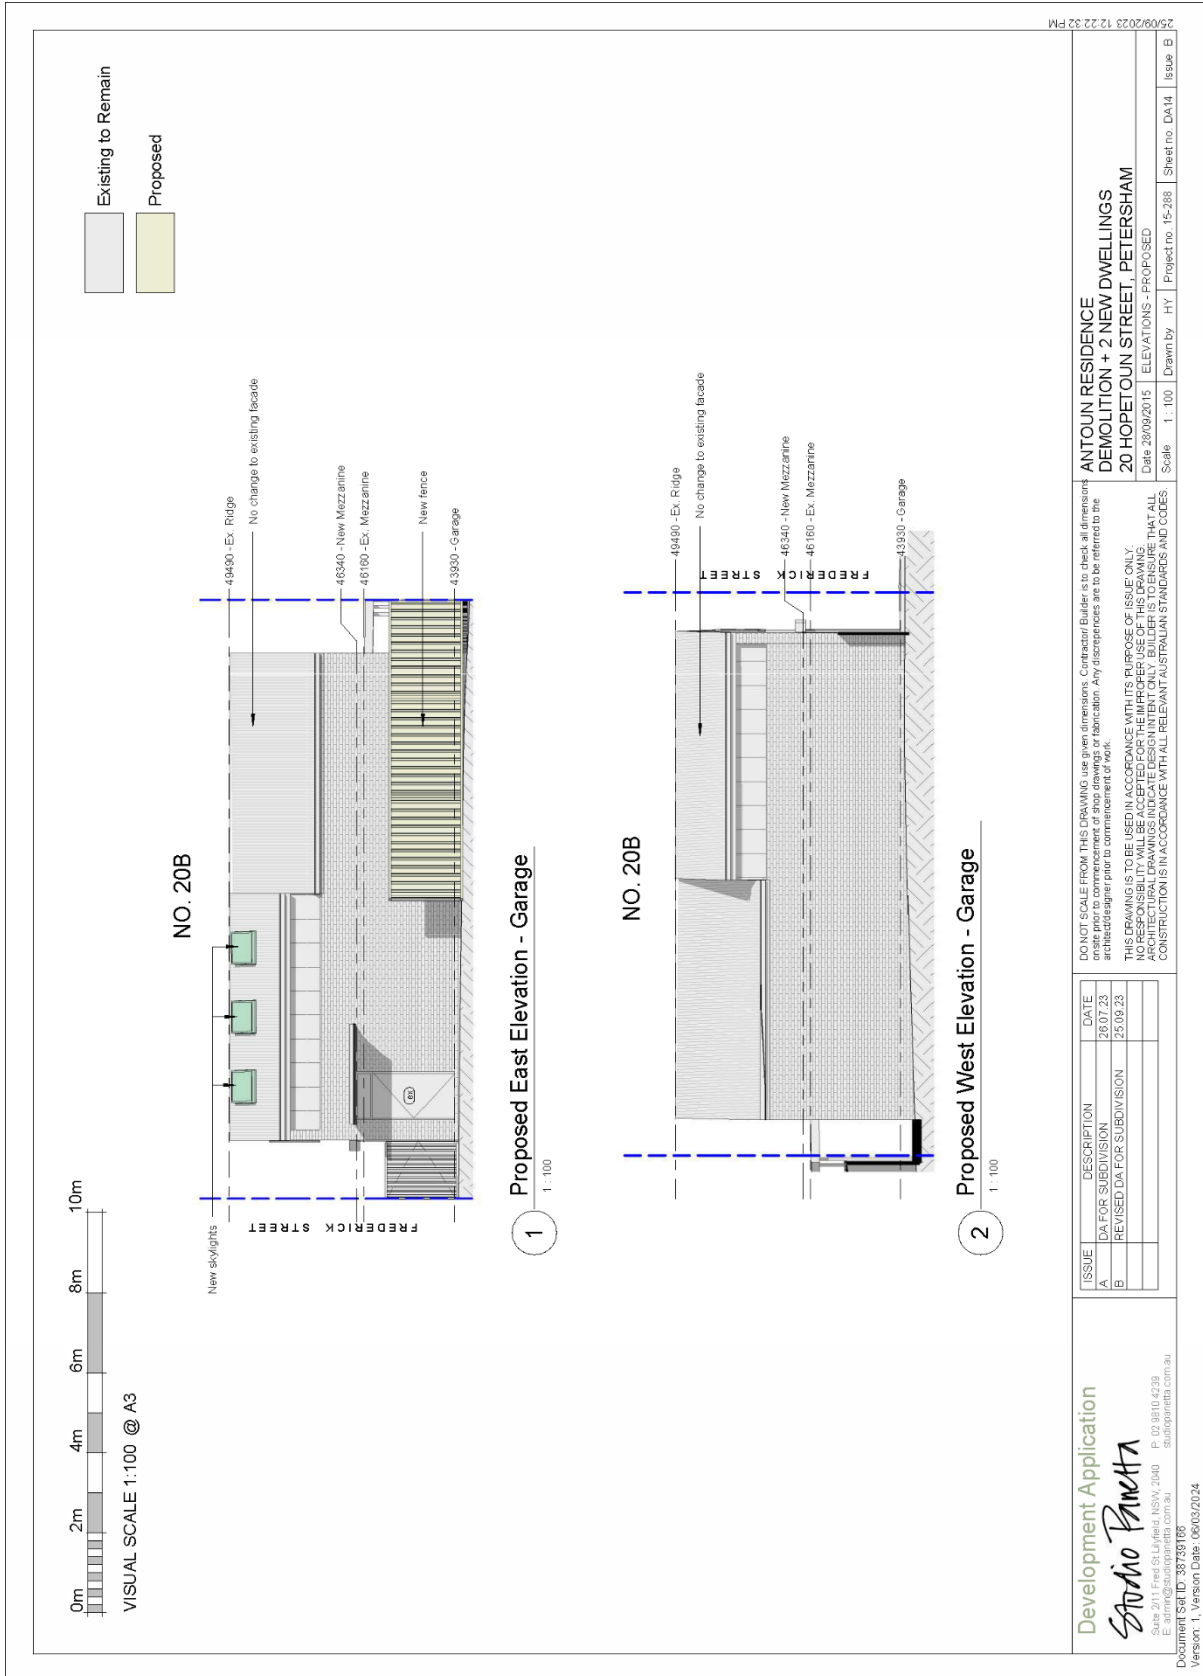 0m 2m 4m 6m 8m 10m
VISUAL SCALE 1:100 @ A3
Existing to Remain
Proposed
NO. 20B
New skylights
49490 - Ex. Ridge
No change to existing facade
46340 - New Mezzanine
46160 - Ex. Mezzanine
New fence
43930 - Garage
FREDERICK STREET
ex
1
Proposed East Elevation - Garage
1 : 100
NO. 20B
49490 - Ex. Ridge
No change to existing facade
46340 - New Mezzanine
46160 - Ex. Mezzanine
43930 - Garage
FREDERICK STREET
2
Proposed West Elevation - Garage
1 : 100
Development Application
Studio Panetta
Suite 2/11 Fred St Lilyfield, NSW, 2040 P: 02 9810 4239
E: admin@studiopanetta.com.au studiopanetta.com.au
ISSUE DESCRIPTION DATE
A DA FOR SUBDIVISION 26.07.23
B REVISED DA FOR SUBDIVISION 25.09.23
DO NOT SCALE FROM THIS DRAWING use given dimensions. Contractor/ Builder is to check all dimensions
onsite prior to commencement of shop drawings or fabrication. Any discrepencies are to be referred to the
architect/designer prior to commencement of work.
THIS DRAWING IS TO BE USED IN ACCORDANCE WITH ITS 'PURPOSE OF ISSUE' ONLY.
NO RESPONSIBILITY WILL BE ACCEPTED FOR THE IMPROPER USE OF THIS DRAWING.
ARCHITECTURAL DRAWINGS INDICATE DESIGN INTENT ONLY. BUILDER IS TO ENSURE THAT ALL
CONSTRUCTION IS IN ACCORDANCE WITH ALL RELEVANT AUSTRALIAN STANDARDS AND CODES.
ANTOUN RESIDENCE
DEMOLITION + 2 NEW DWELLINGS
20 HOPETOUN STREET, PETERSHAM
Date 28/09/2015 ELEVATIONS - PROPOSED
Scale 1 : 100 Drawn by HY Project no. 15-288 Sheet no. DA14 Issue B
25/09/2023 12:22:32 PM
Document Set ID: 38739166
Version: 1, Version Date: 06/03/2024